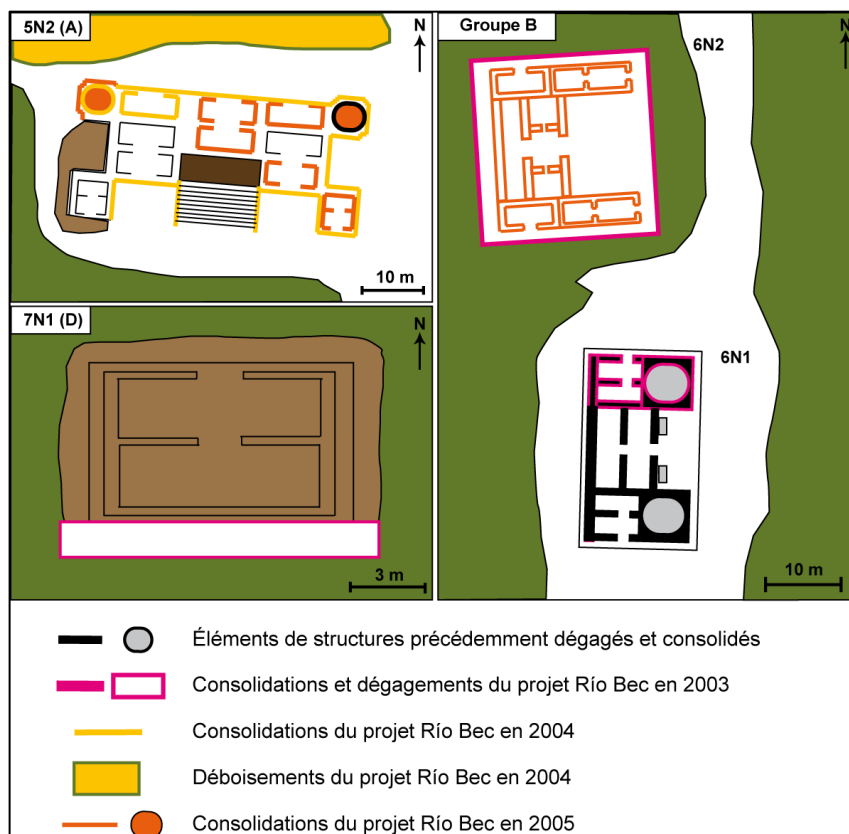 5N2 (A)
N
10 m
7N1 (D)
N
3 m
Groupe B
6N2
N
6N1
10 m
Éléments de structures précédemment dégagés et consolidés
Consolidations et dégagements du projet Río Bec en 2003
Consolidations du projet Río Bec en 2004
Déboisements du projet Río Bec en 2004
Consolidations du projet Río Bec en 2005